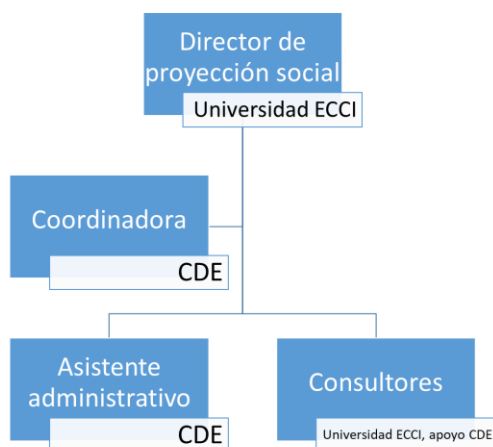 Director de
proyección social
Universidad ECCI
Coordinadora
CDE
Asistente
administrativo
CDE
Consultores
Universidad ECCI, apoyo CDE